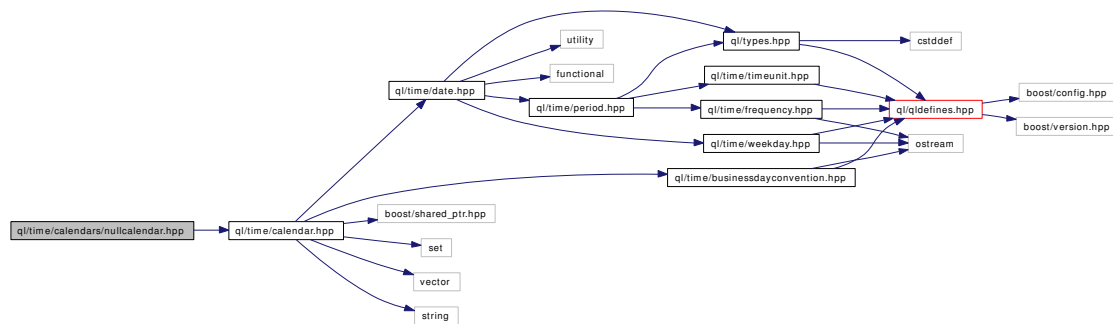 ql/types.hpp
cstddef
utility
functional
ql/time/timeunit.hpp
ql/time/date.hpp
boost/config.hpp
ql/time/period.hpp
ql/time/frequency.hpp
ql/qldefines.hpp
boost/version.hpp
ql/time/weekday.hpp
ostream
ql/time/businessdayconvention.hpp
boost/shared_ptr.hpp
ql/time/calendars/nullcalendar.hpp
ql/time/calendar.hpp
set
vector
string